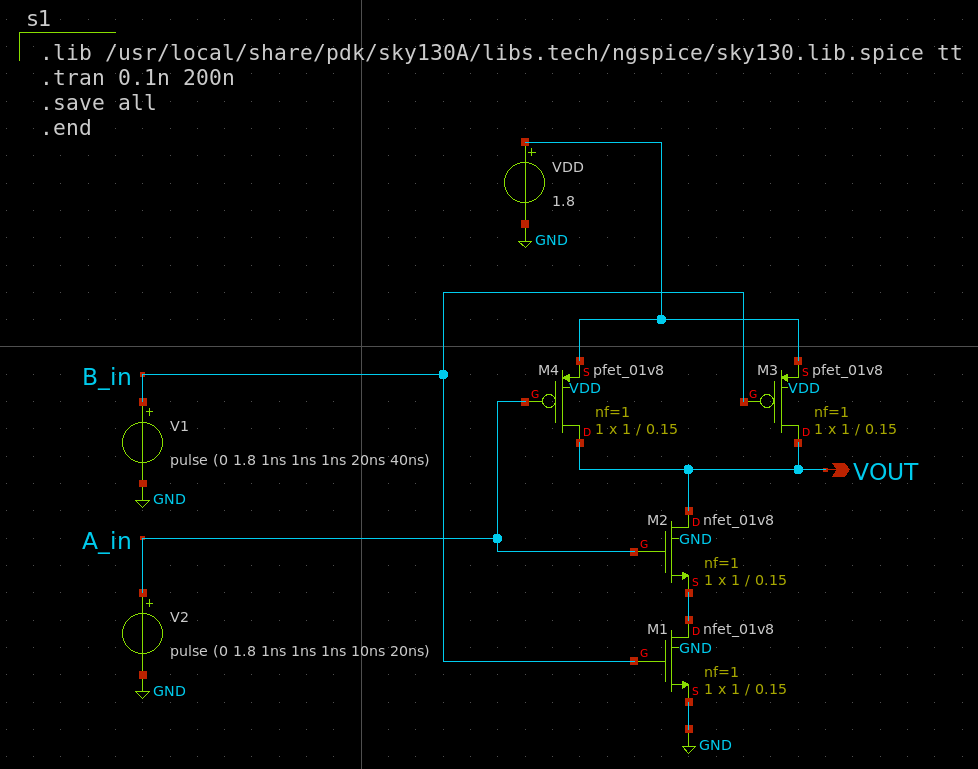 s1
.lib /usr/local/share/pdk/sky130A/libs.tech/ngspice/sky130.lib.spice tt
.tran 0.1n 200n
.save all
.end
+
VDD
1.8
GND
B_in
+
V1
pulse (0 1.8 1ns 1ns 1ns 20ns 40ns)
GND
M4
S
pfet_01v8
VDD
G
nf=1
D
1 x 1 / 0.15
M3
S
pfet_01v8
VDD
G
nf=1
D
1 x 1 / 0.15
VOUT
A_in
+
V2
pulse (0 1.8 1ns 1ns 1ns 10ns 20ns)
GND
M2
D
nfet_01v8
GND
G
nf=1
S
1 x 1 / 0.15
M1
D
nfet_01v8
GND
G
nf=1
S
1 x 1 / 0.15
GND